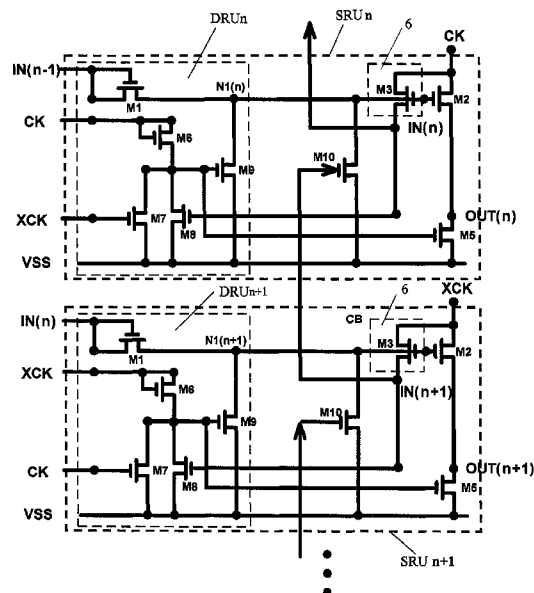 DRUn
SRUn
6
CK
IN(n-1)
M1
N1(n)
M3
M2
IN(n)
CK
M6
M9
M10
XCK
M7
M8
OUT(n)
M5
VSS
DRUn+1
6
XCK
IN(n)
CB
M1
N1(n+1)
M3
M2
IN(n+1)
XCK
M6
M9
M10
CK
M7
M8
OUT(n+1)
M5
VSS
SRU n+1